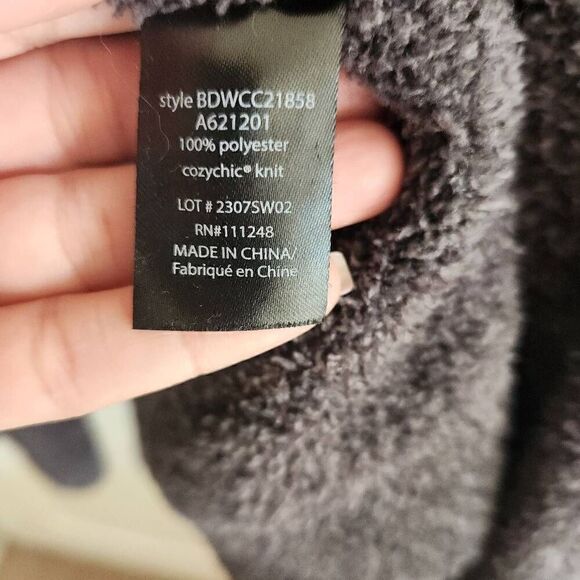 style BDWCC21858
A621201
100% polyester
cozychic® knit
LOT # 2307SW02
RN#111248
MADE IN CHINA/
Fabriqué en Chine